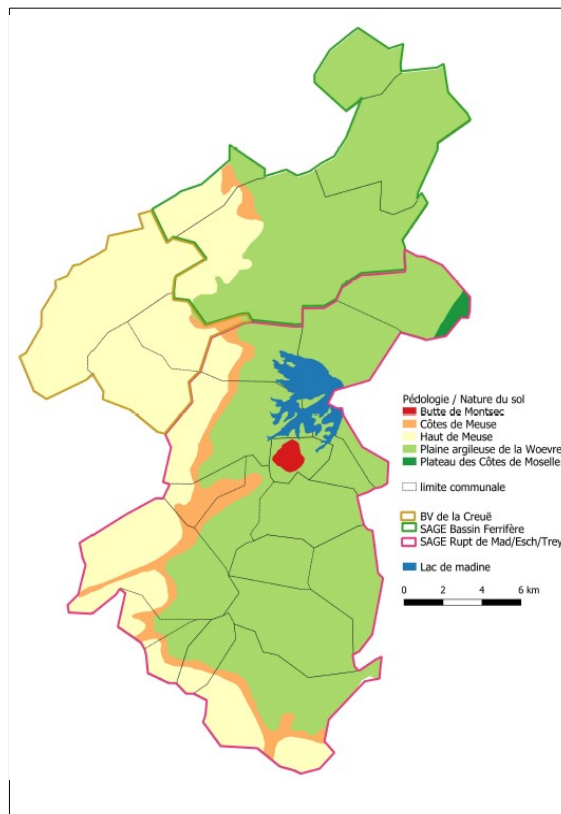 Pédologie / Nature du sol
Butte de Montsec
Côtes de Meuse
Haut de Meuse
Plaine argileuse de la Woevre
Plateau des Côtes de Moselle
limite communale
BV de la Creuë
SAGE Bassin Ferrifère
SAGE Rupt de Mad/Esch/Trey
Lac de madine
0 2 4 6 km